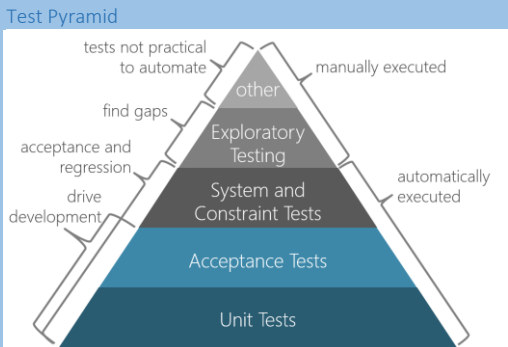 Test Pyramid
tests not practical
to automate
manually executed
other
find gaps
Exploratory
Testing
acceptance and
regression
automatically
executed
System and
Constraint Tests
drive
development
Acceptance Tests
Unit Tests